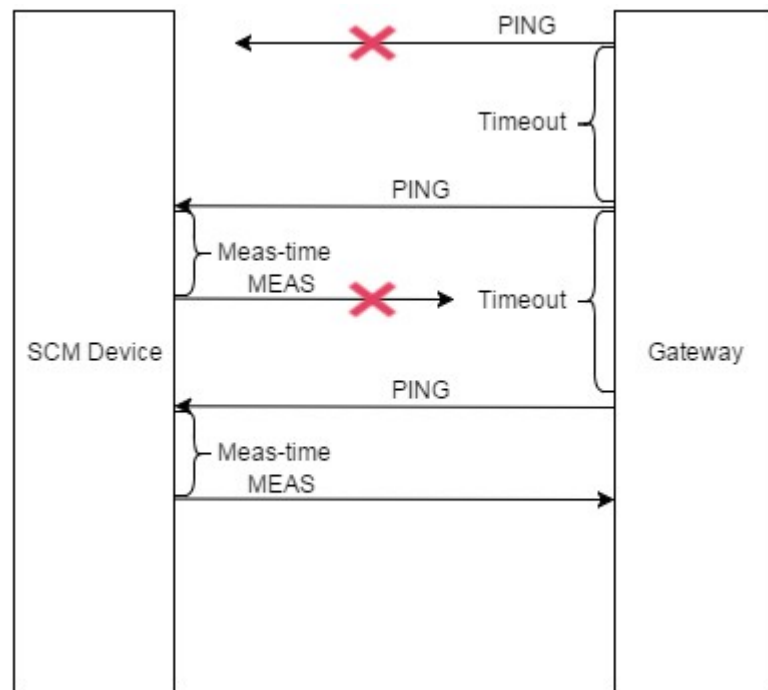 PING
Timeout
PING
Meas-time
MEAS
Timeout
SCM Device
Gateway
PING
Meas-time
MEAS